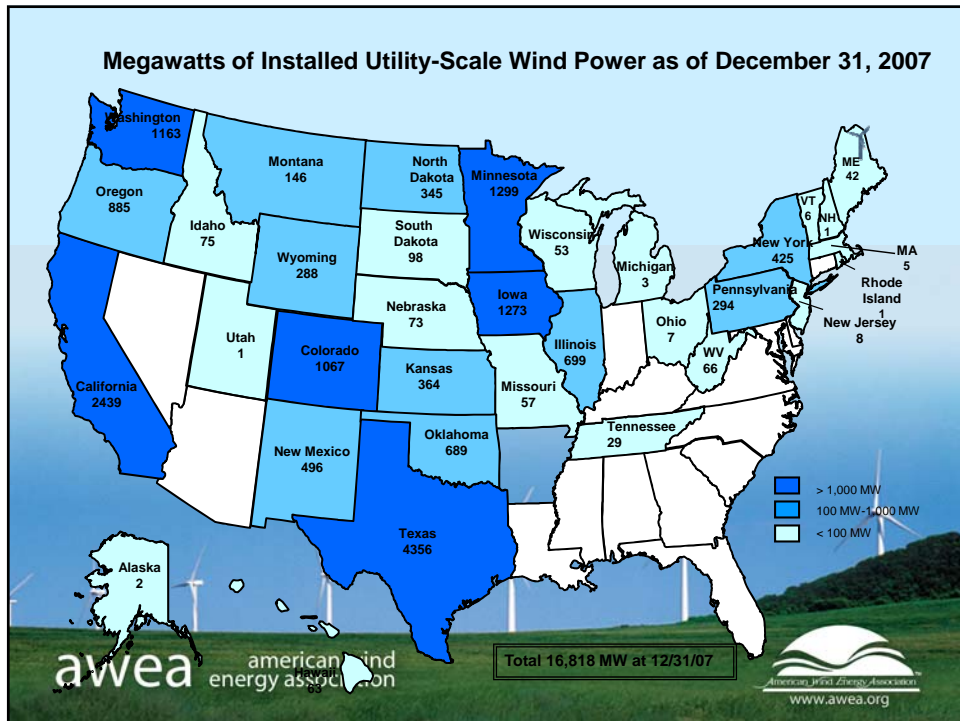 Megawatts of Installed Utility-Scale Wind Power as of December 31, 2007
Washington
1163
Oregon
885
California
2439
Idaho
75
Montana
146
Wyoming
288
Utah
1
Colorado
1067
New Mexico
496
North
Dakota
345
South
Dakota
98
Nebraska
73
Kansas
364
Oklahoma
689
Texas
4356
Minnesota
1299
Iowa
1273
Missouri
57
Wisconsin
53
Illinois
699
Michigan
3
Ohio
7
WV
66
Tennessee
29
Pennsylvania
294
New York
425
VT
6
NH
1
ME
42
MA
5
Rhode
Island
1
New Jersey
8
Alaska
2
Hawaii
63
> 1,000 MW
100 MW-1,000 MW
< 100 MW
Total 16,818 MW at 12/31/07
awea
american wind
energy association
American Wind Energy Association
www.awea.org